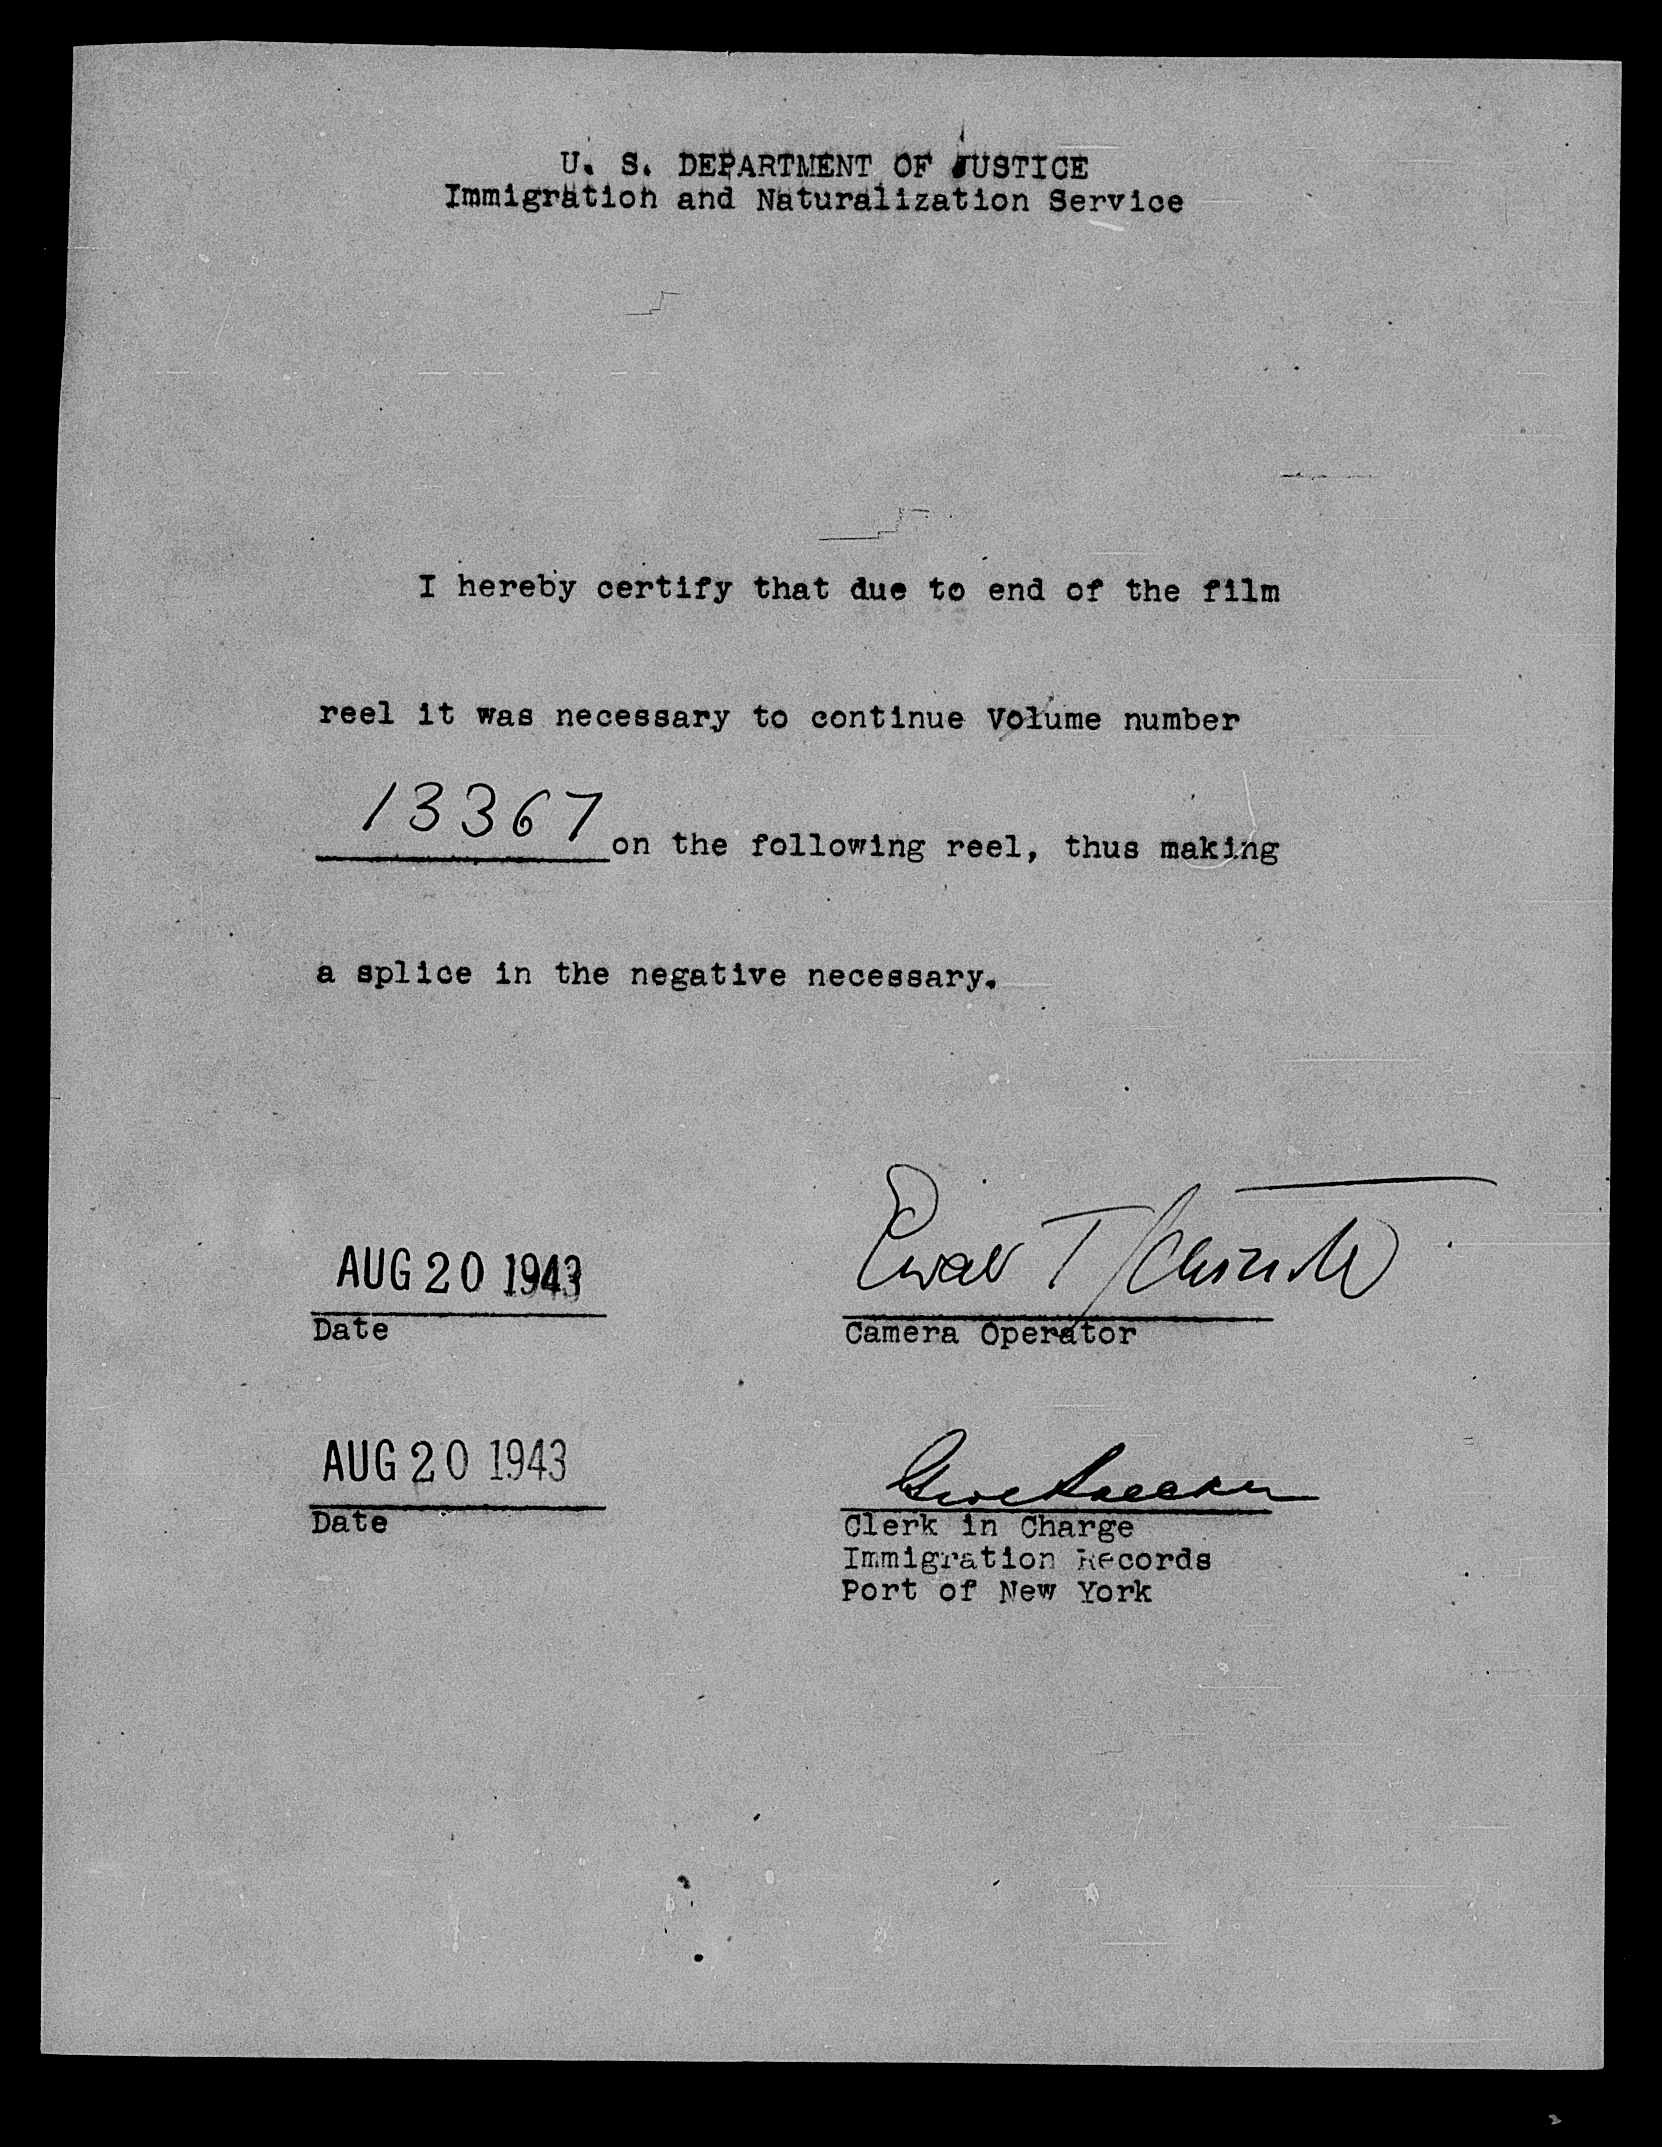 U. S. DEPARTMENT OF JUSTICE
Immigration and Naturalization Service
I hereby certify that due to end of the film
reel it was necessary to continue Volume number
13367 on the following reel, thus making
a splice in the negative necessary.
AUG 20 1943
Date
Camera Operator
AUG 20 1943
Date
Clerk in Charge
Immigration Records
Port of New York